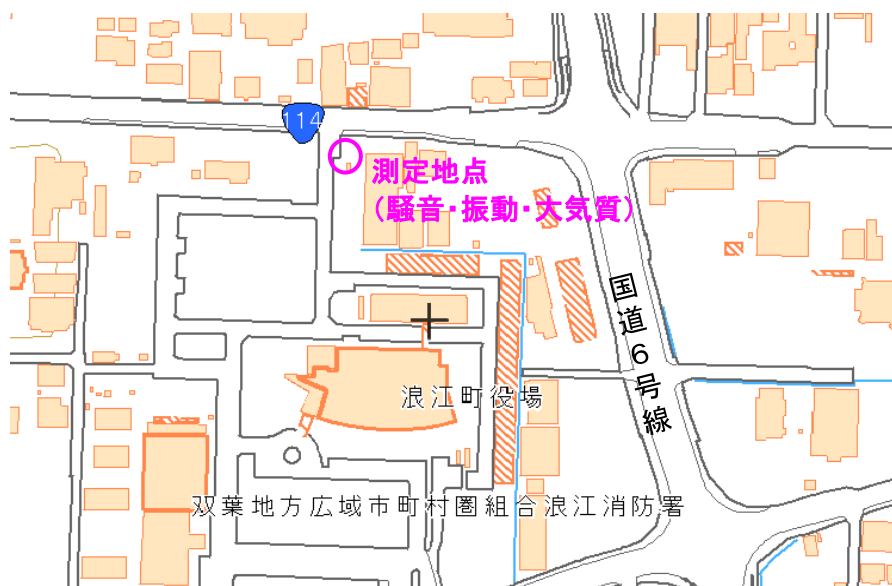 114
測定地点
（騒音・振動・大気質）
国道６号線
浪江町役場
双葉地方広域市町村圏組合浪江消防署